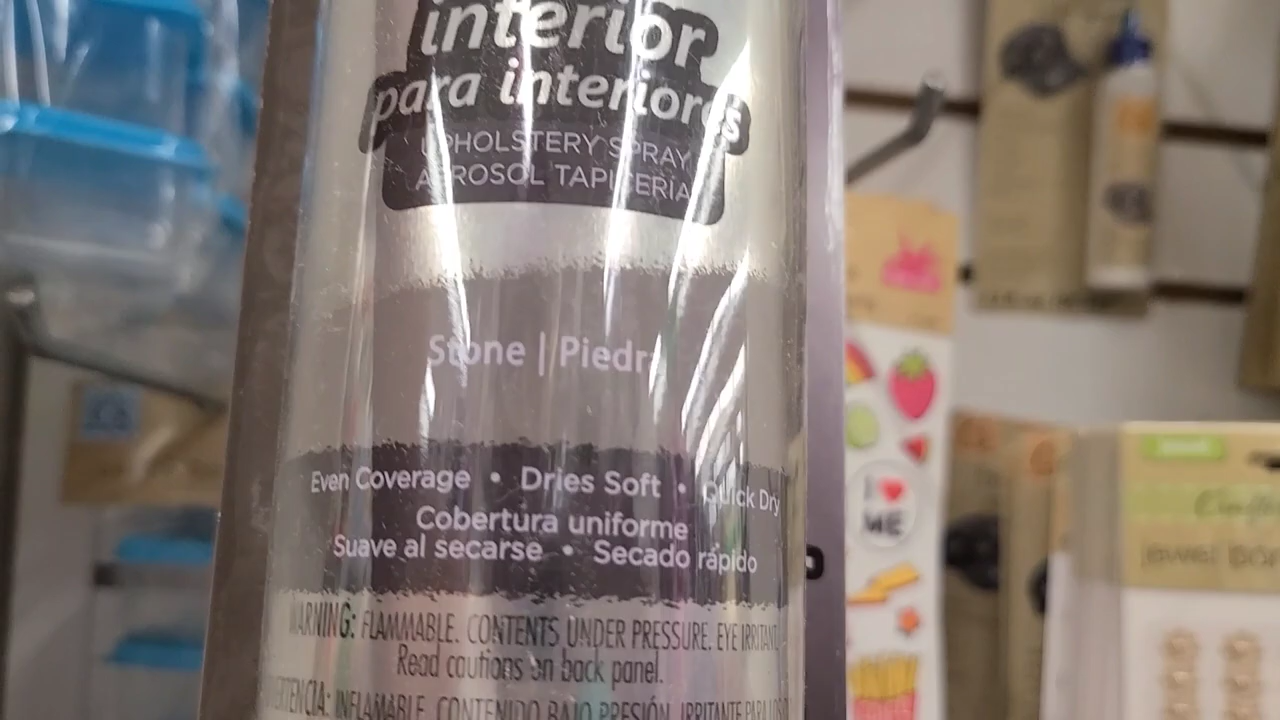 interior
para interiores
UPHOLSTERY SPRAY
AEROSOL TAPICERÍA
Stone | Piedra
Even Coverage • Dries Soft • Quick Dry
Cobertura uniforme
Suave al secarse • Secado rápido
WARNING: FLAMMABLE. CONTENTS UNDER PRESSURE. EYE IRRITANT
Read cautions on back panel.
INFLAMABLE. CONTENIDO BAJO PRESIÓN. IRRITANTE PARA LOS
I ♥
ME